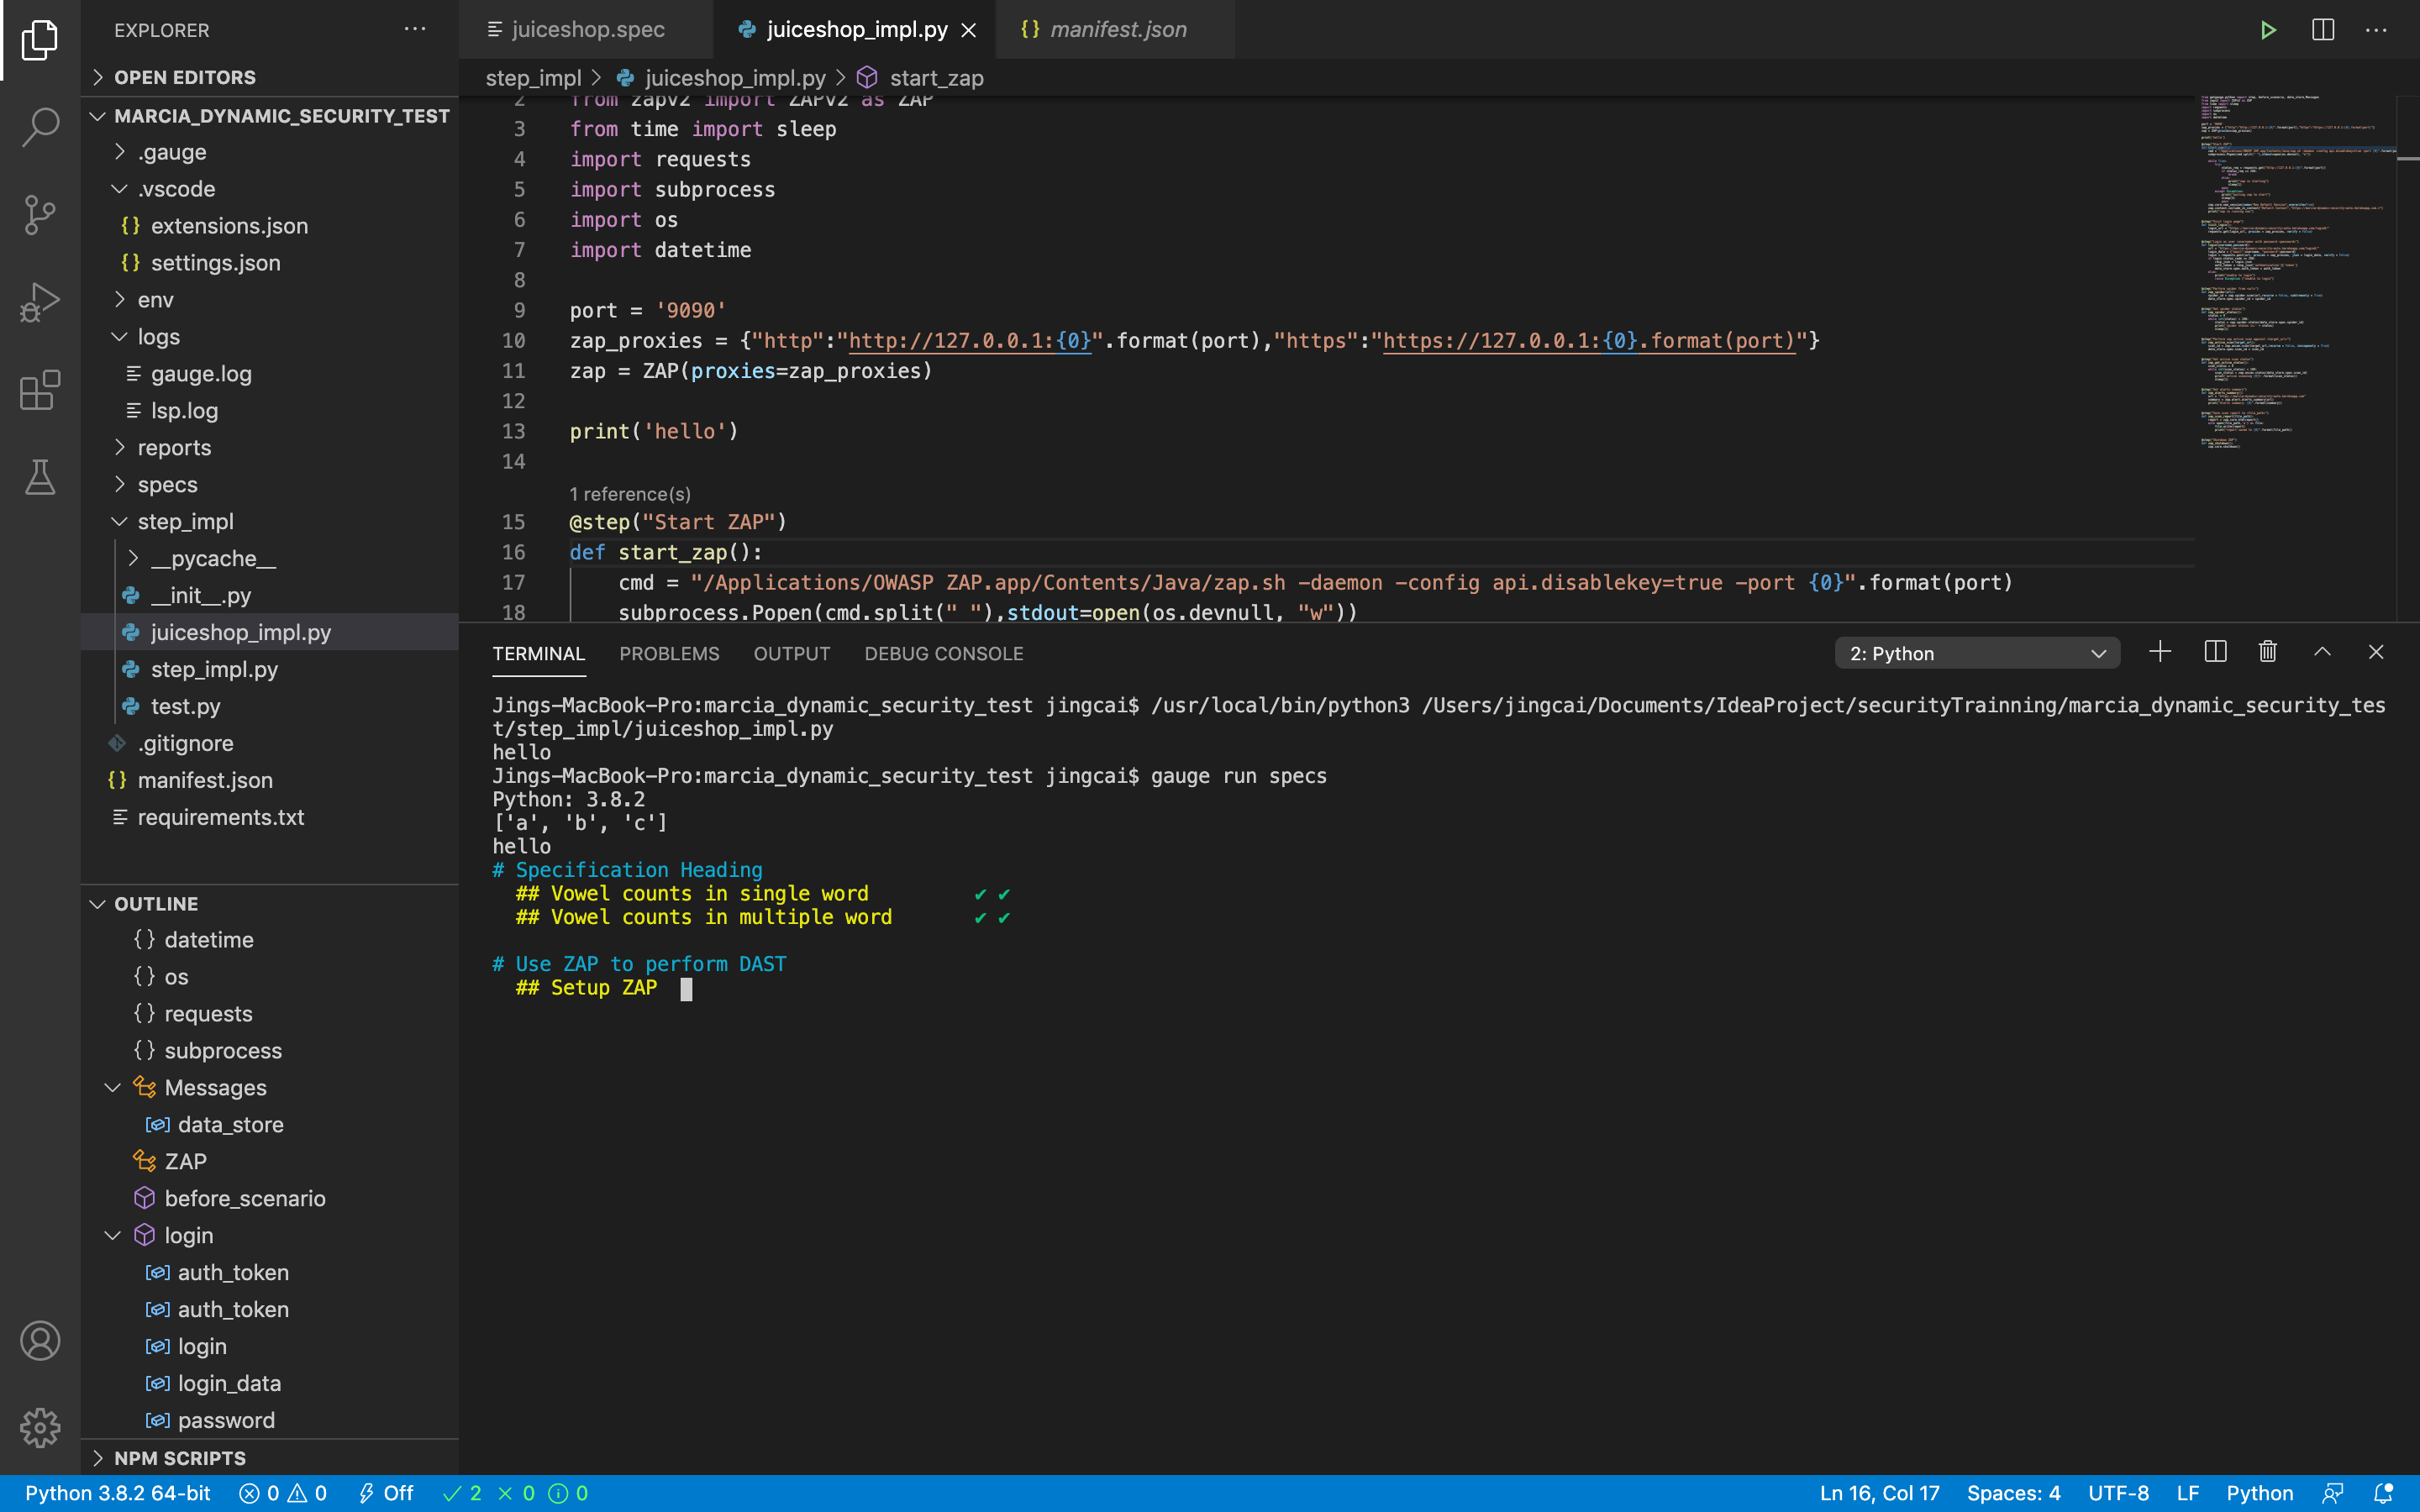 EXPLORER
OPEN EDITORS
MARCIA_DYNAMIC_SECURITY_TEST
.gauge
.vscode
extensions.json
settings.json
env
logs
gauge.log
lsp.log
reports
specs
step_impl
__pycache__
__init__.py
juiceshop_impl.py
step_impl.py
test.py
.gitignore
manifest.json
requirements.txt
OUTLINE
datetime
os
requests
subprocess
Messages
data_store
ZAP
before_scenario
login
auth_token
auth_token
login
login_data
password
NPM SCRIPTS
juiceshop.spec
juiceshop_impl.py
manifest.json
step_impl > juiceshop_impl.py > start_zap
2 from zapv2 import ZAPv2 as ZAP
3 from time import sleep
4 import requests
5 import subprocess
6 import os
7 import datetime
8
9 port = '9090'
10 zap_proxies = {"http":"http://127.0.0.1:{0}".format(port),"https":"https://127.0.0.1:{0}.format(port)"}
11 zap = ZAP(proxies=zap_proxies)
12
13 print('hello')
14
1 reference(s)
15 @step("Start ZAP")
16 def start_zap():
17 cmd = "/Applications/OWASP ZAP.app/Contents/Java/zap.sh -daemon -config api.disablekey=true -port {0}".format(port)
18 subprocess.Popen(cmd.split(" "),stdout=open(os.devnull, "w"))
TERMINAL PROBLEMS OUTPUT DEBUG CONSOLE 2: Python
Jings-MacBook-Pro:marcia_dynamic_security_test jingcai$ /usr/local/bin/python3 /Users/jingcai/Documents/IdeaProject/securityTrainning/marcia_dynamic_security_tes
t/step_impl/juiceshop_impl.py
hello
Jings-MacBook-Pro:marcia_dynamic_security_test jingcai$ gauge run specs
Python: 3.8.2
['a', 'b', 'c']
hello
# Specification Heading
## Vowel counts in single word ✔ ✔
## Vowel counts in multiple word ✔ ✔
# Use ZAP to perform DAST
## Setup ZAP
Python 3.8.2 64-bit 0 0 Off 2 0 0 Ln 16, Col 17 Spaces: 4 UTF-8 LF Python